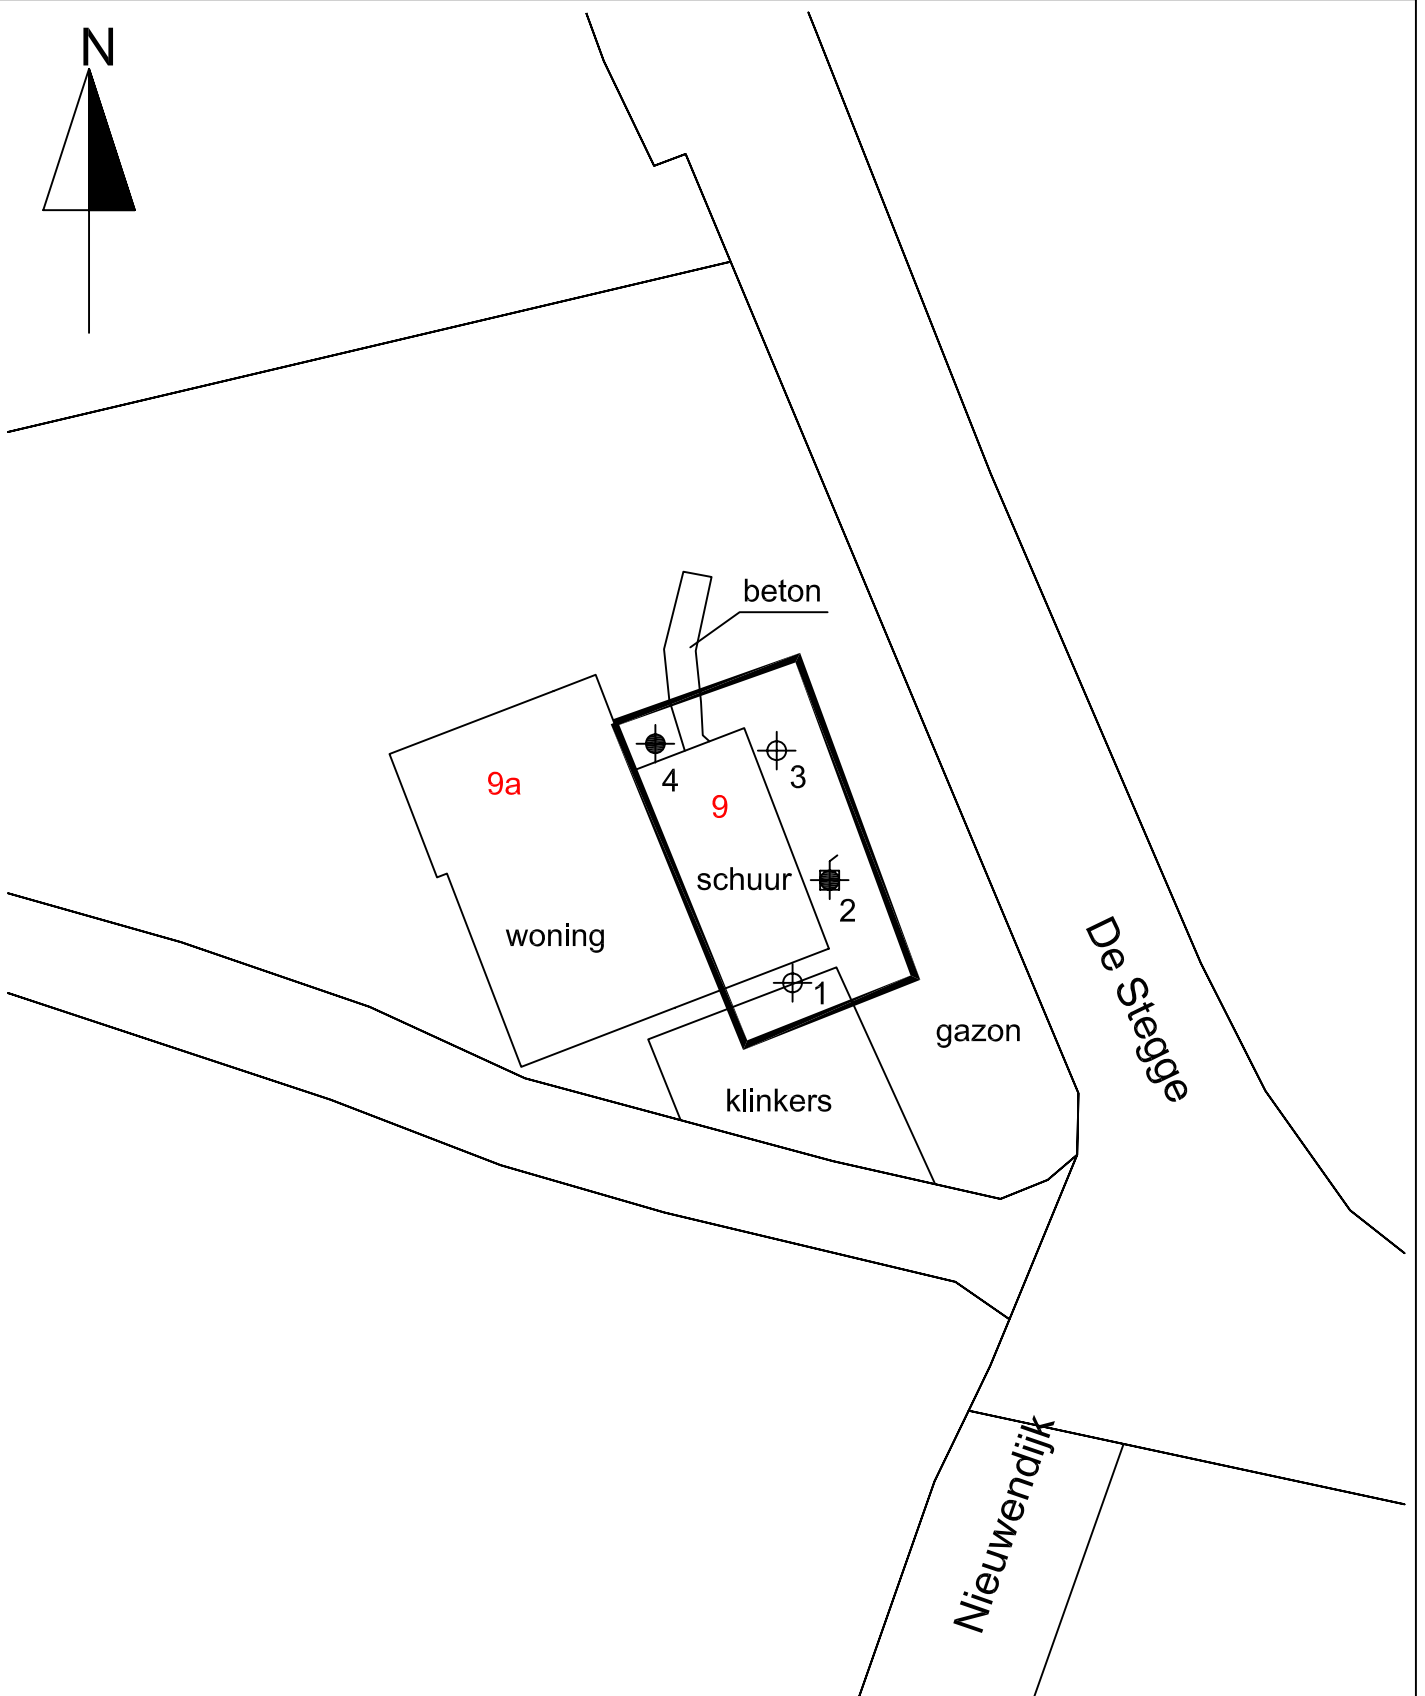 N
beton
9a
4
3
9
schuur
2
woning
1
gazon
klinkers
De Stegge
Nieuwendijk